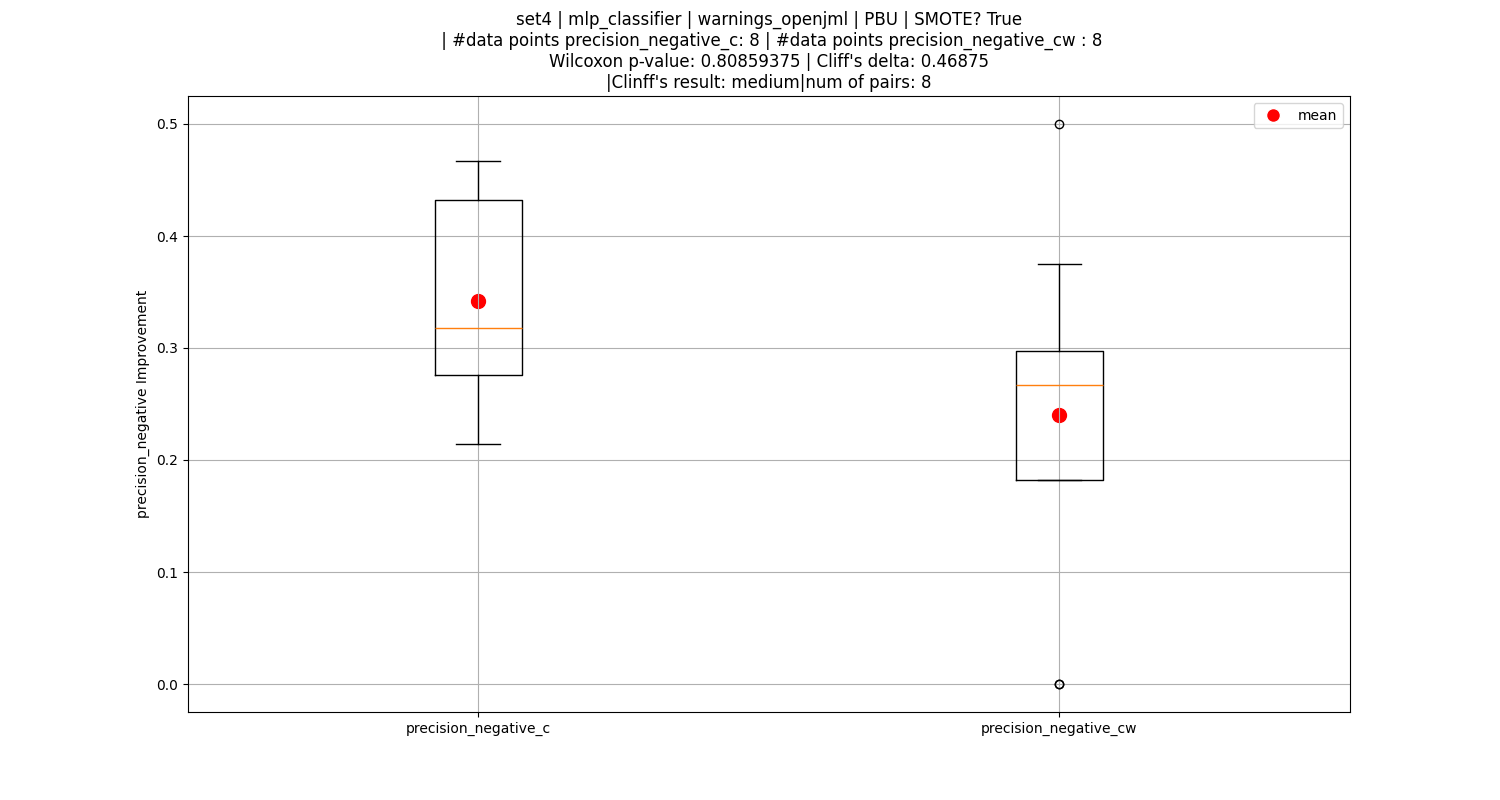 set4 | mlp_classifier | warnings_openjml | PBU | SMOTE? True
| #data points precision_negative_c: 8 | #data points precision_negative_cw : 8
Wilcoxon p-value: 0.80859375 | Cliff's delta: 0.46875
|Clinff's result: medium|num of pairs: 8
mean
0.5
0.4
0.3
0.2
0.1
0.0
precision_negative Improvement
precision_negative_c
precision_negative_cw